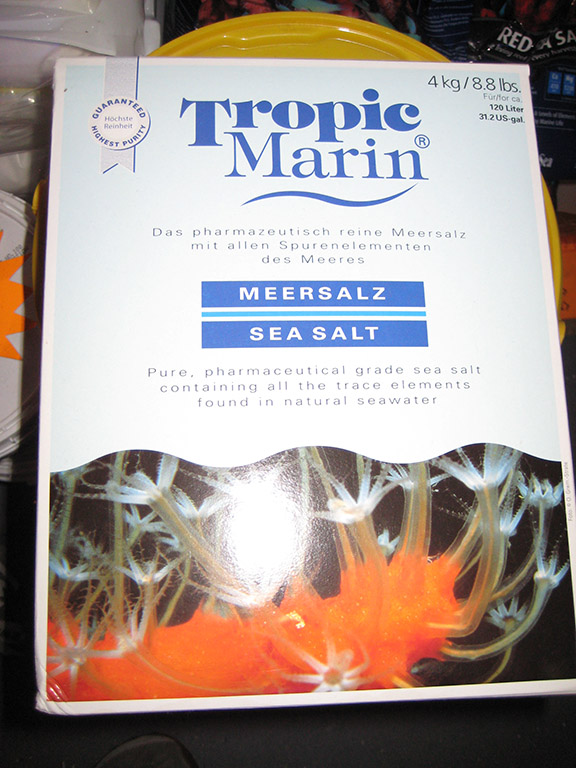 4 kg / 8.8 lbs.
Für/for ca.
120 Liter
31.2 US-gal.
GUARANTEED
Höchste
Reinheit
HIGHEST PURITY
Tropic
Marin®
Das pharmazeutisch reine Meersalz
mit allen Spurenelementen
des Meeres
MEERSALZ
SEA SALT
Pure, pharmaceutical grade sea salt
containing all the trace elements
found in natural seawater
RED
Sea